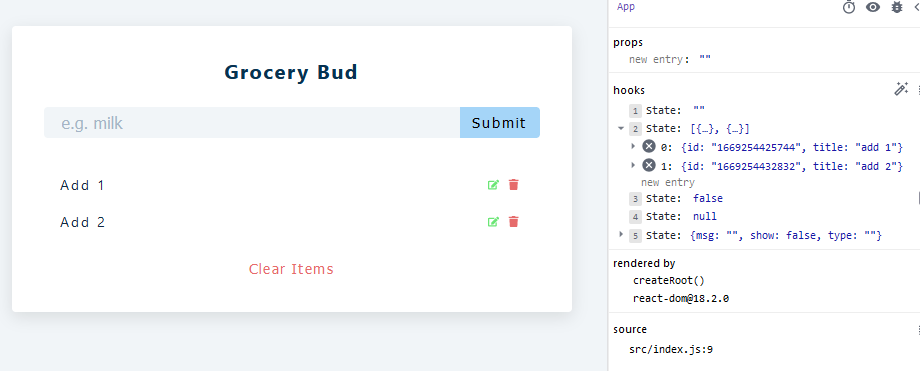 Grocery Bud
e.g. milk
Submit
Add 1
Add 2
Clear Items
App
props
new entry: ""
hooks
1 State: ""
2 State: [{…}, {…}]
0: {id: "1669254425744", title: "add 1"}
1: {id: "1669254432832", title: "add 2"}
new entry
3 State: false
4 State: null
5 State: {msg: "", show: false, type: ""}
rendered by
createRoot()
react-dom@18.2.0
source
src/index.js:9